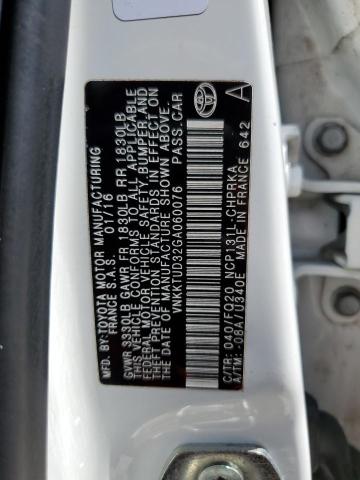 MFD. BY: TOYOTA MOTOR MANUFACTURING
FRANCE S.A.S. 01/16
GVWR 3330LB GAWR FR 1830LB RR 1830LB
THIS VEHICLE CONFORMS TO ALL APPLICABLE
FEDERAL MOTOR VEHICLE SAFETY, BUMPER, AND
THEFT PREVENTION STANDARDS IN EFFECT ON
THE DATE OF MANUFACTURE SHOWN ABOVE.
VNKKTUD32GA060076 PASS. CAR
C/TR: 040/FQ20 NCP131L-CHPRKA
A/TM: -08A/U340E MADE IN FRANCE 642
A